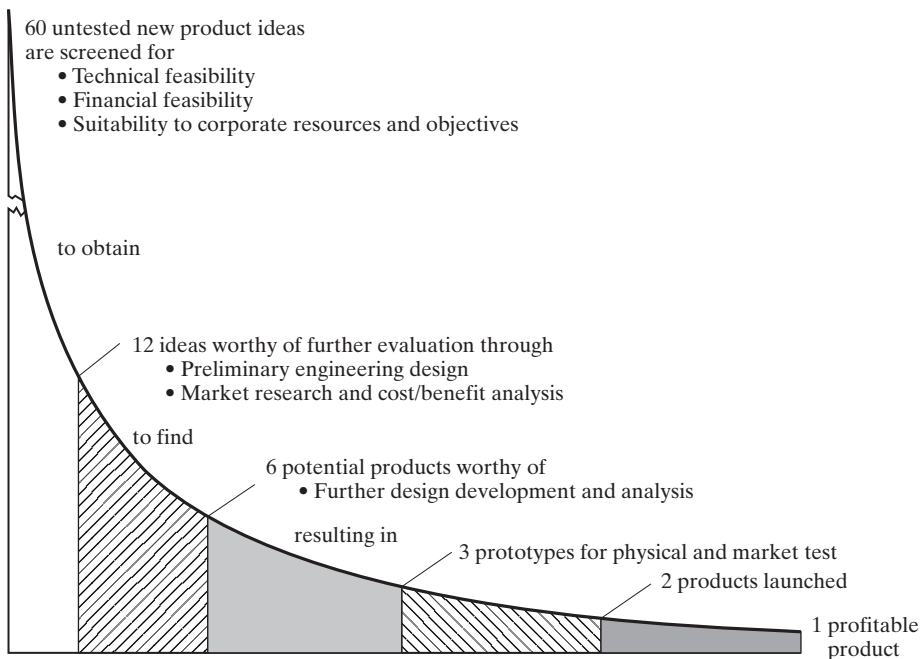 60 untested new product ideas
are screened for
• Technical feasibility
• Financial feasibility
• Suitability to corporate resources and objectives
to obtain
12 ideas worthy of further evaluation through
• Preliminary engineering design
• Market research and cost/benefit analysis
to find
6 potential products worthy of
• Further design development and analysis
resulting in
3 prototypes for physical and market test
2 products launched
1 profitable
product